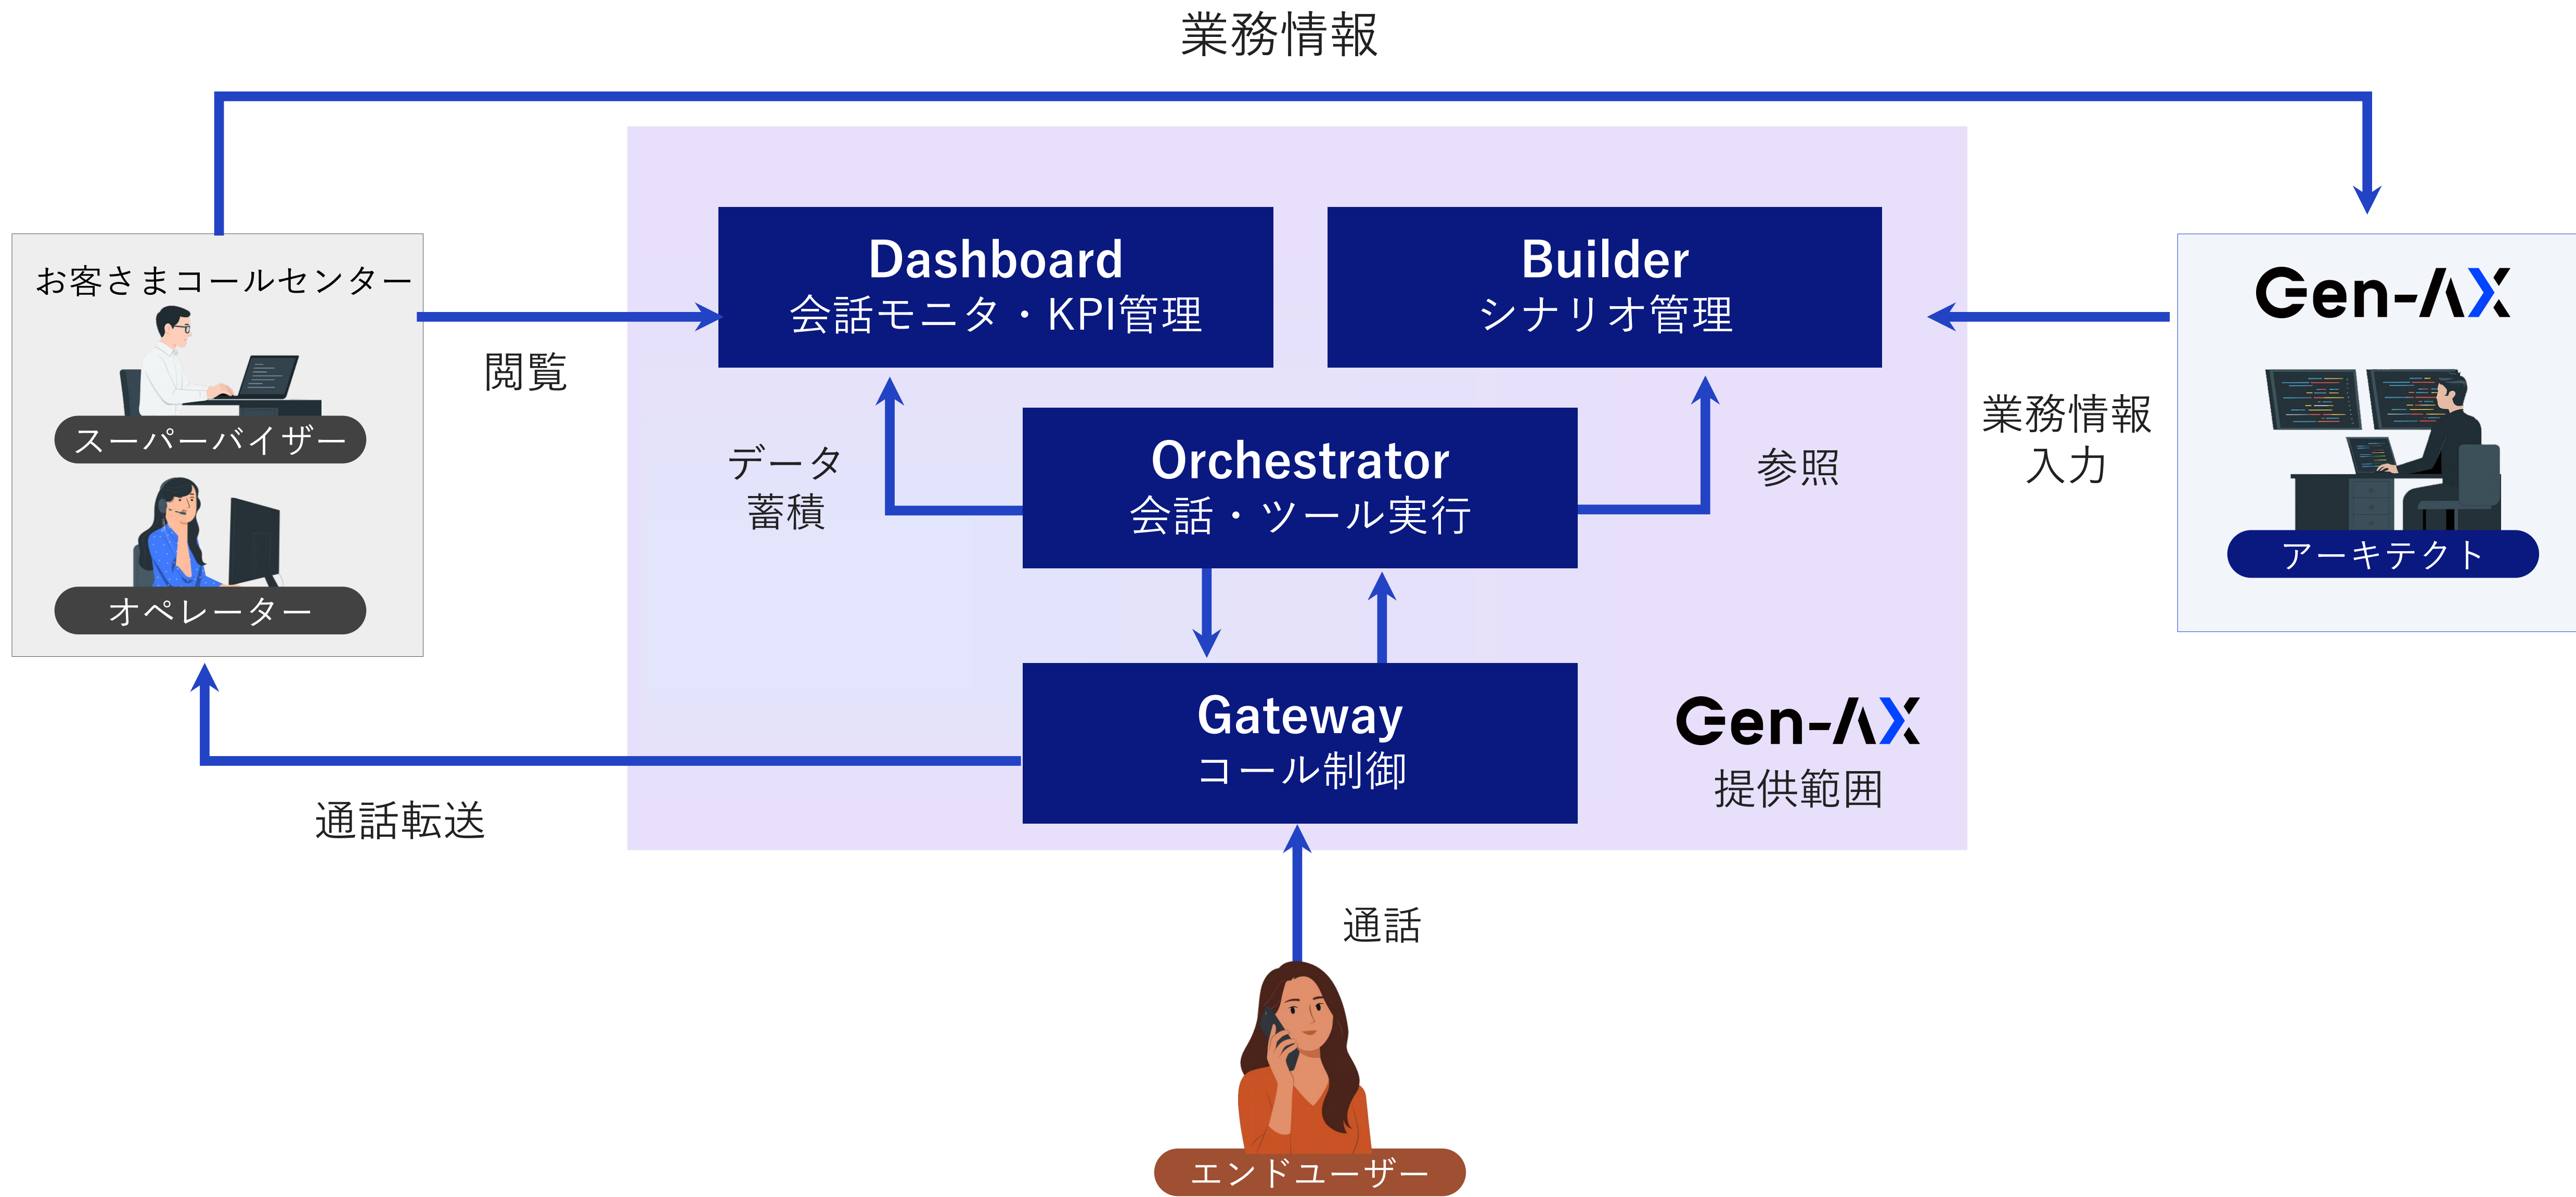 業務情報
お客さまコールセンター
スーパーバイザー
オペレーター
閲覧
Dashboard
会話モニタ・KPI管理
Builder
シナリオ管理
データ
蓄積
Orchestrator
会話・ツール実行
参照
業務情報
入力
Gen-AX
アーキテクト
Gateway
コール制御
Gen-AX
提供範囲
通話転送
通話
エンドユーザー